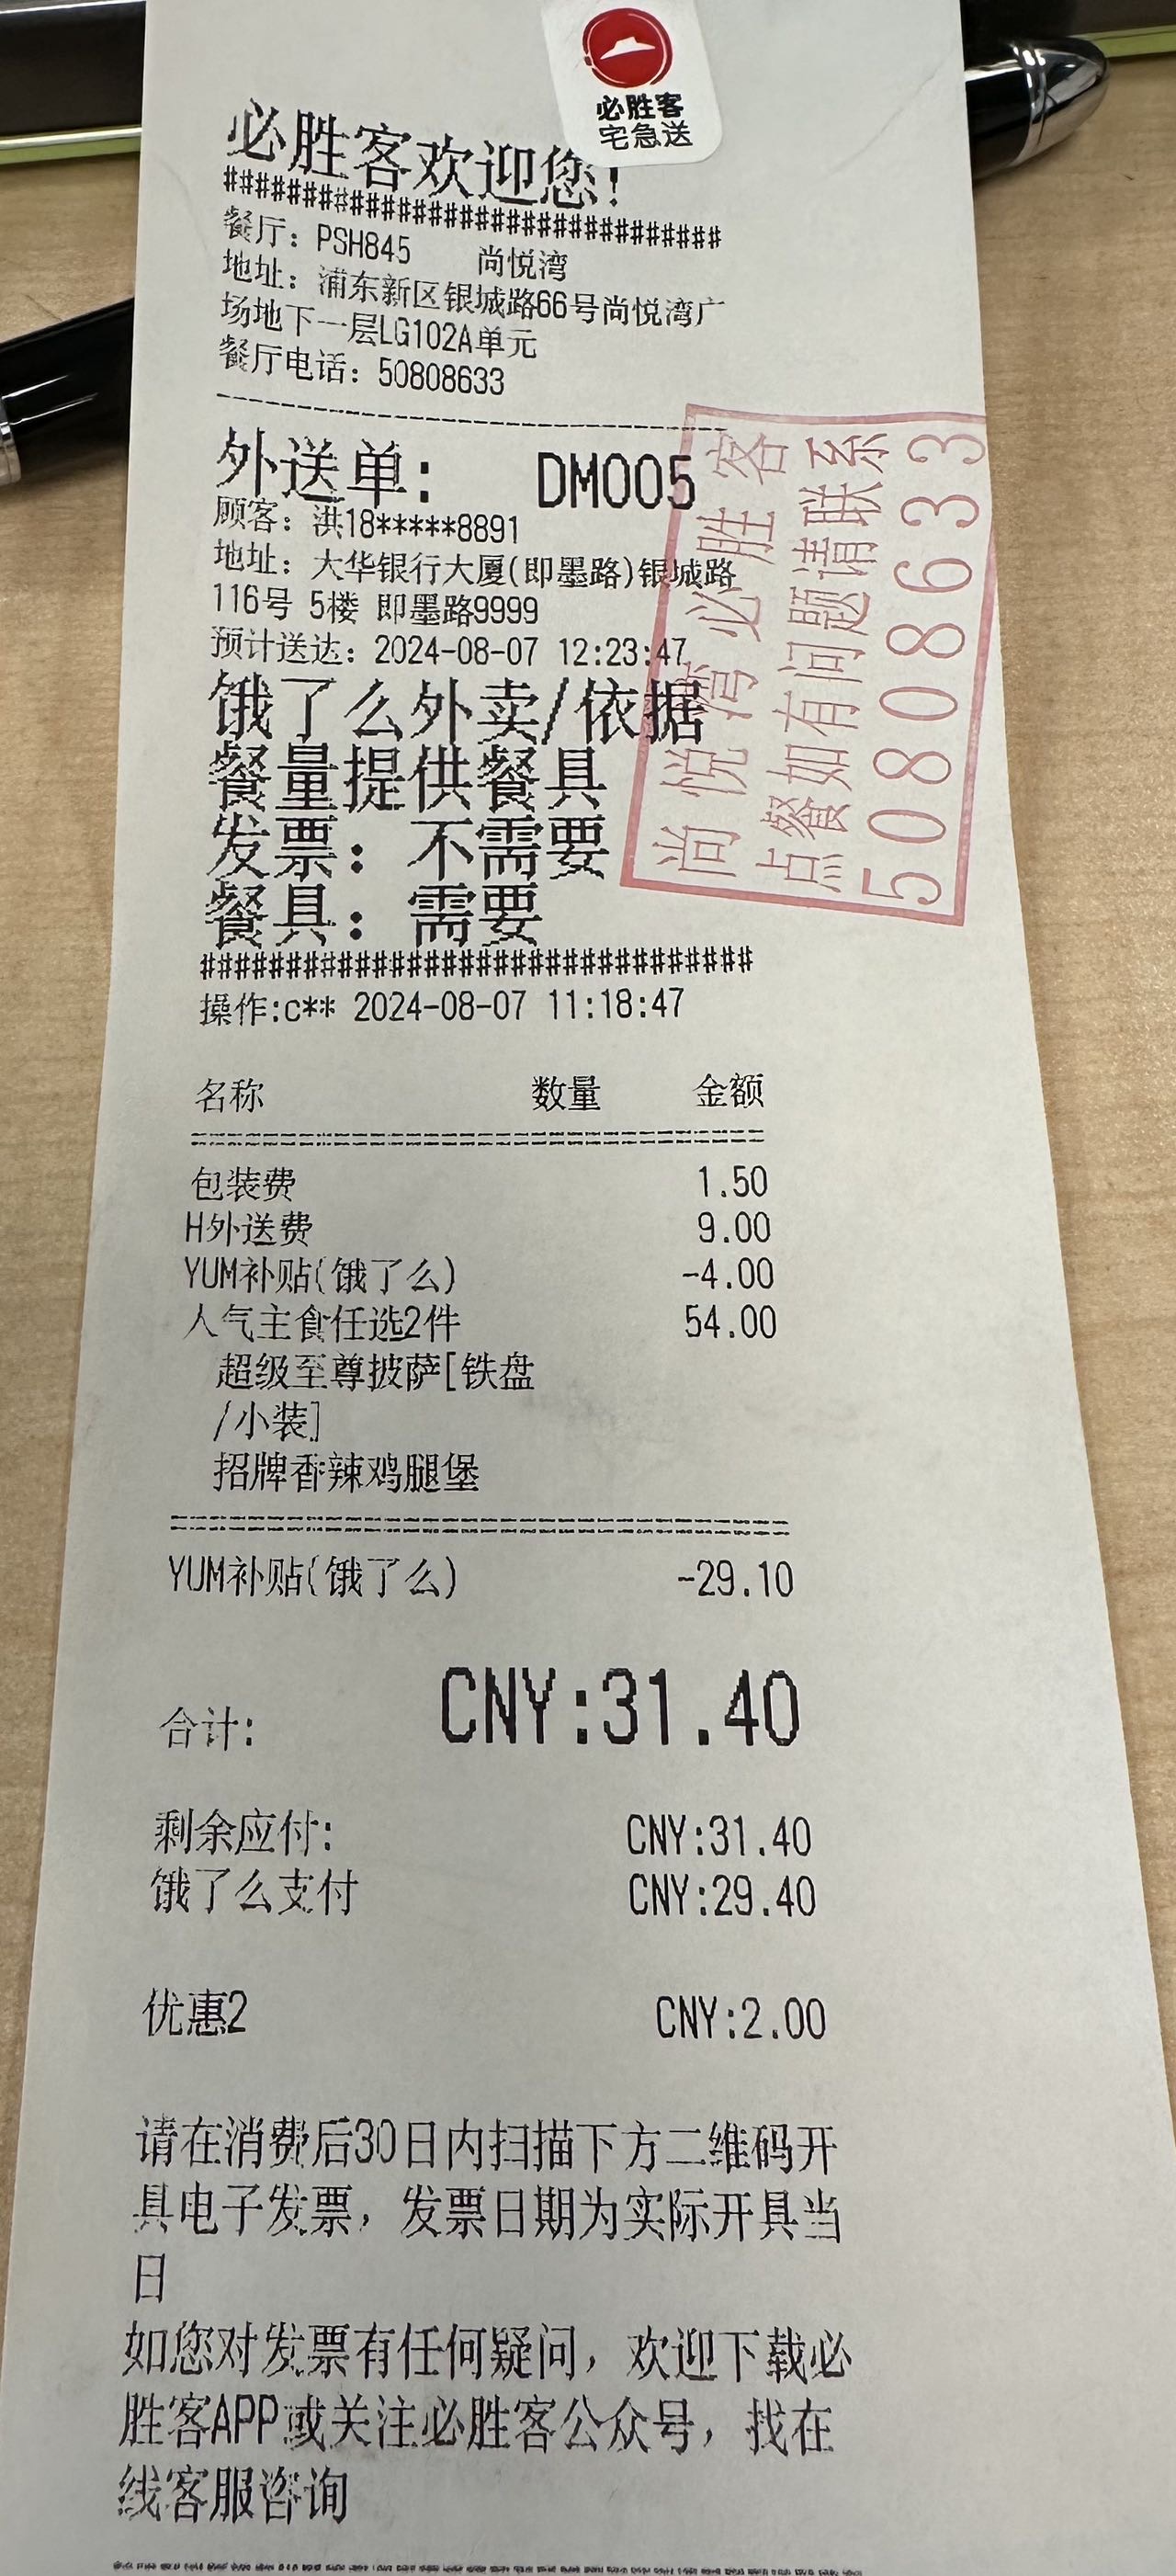 必胜客
宅急送
必胜客欢迎您!
################################
餐厅: PSH845 尚悦湾
地址: 浦东新区银城路66号尚悦湾广
场地下一层LG102A单元
餐厅电话: 50808633
外送单: DM005
顾客: 洪18*****8891
地址: 大华银行大厦(即墨路)银城路
116号 5楼 即墨路9999
预计送达: 2024-08-07 12:23:47
饿了么外卖/依据
餐量提供餐具
发票: 不需要
餐具: 需要
################################
操作:c** 2024-08-07 11:18:47
尚悦湾必胜客
点餐如有问题请联系
50808633
名称 数量 金额
包装费 1.50
H外送费 9.00
YUM补贴(饿了么) -4.00
人气主食任选2件 54.00
超级至尊披萨[铁盘
/小装]
招牌香辣鸡腿堡
YUM补贴(饿了么) -29.10
合计: CNY:31.40
剩余应付: CNY:31.40
饿了么支付 CNY:29.40
优惠2 CNY:2.00
请在消费后30日内扫描下方二维码开
具电子发票，发票日期为实际开具当
日
如您对发票有任何疑问，欢迎下载必
胜客APP或关注必胜客公众号，找在
线客服咨询